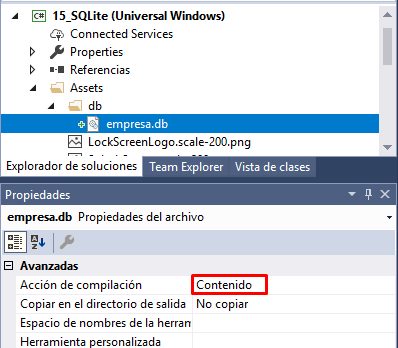 15_SQLite (Universal Windows)
Connected Services
Properties
Referencias
Assets
db
empresa.db
LockScreenLogo.scale-200.png
Explorador de soluciones Team Explorer Vista de clases
Propiedades
empresa.db Propiedades del archivo
Avanzadas
Acción de compilación Contenido
Copiar en el directorio de salida No copiar
Espacio de nombres de la herram
Herramienta personalizada